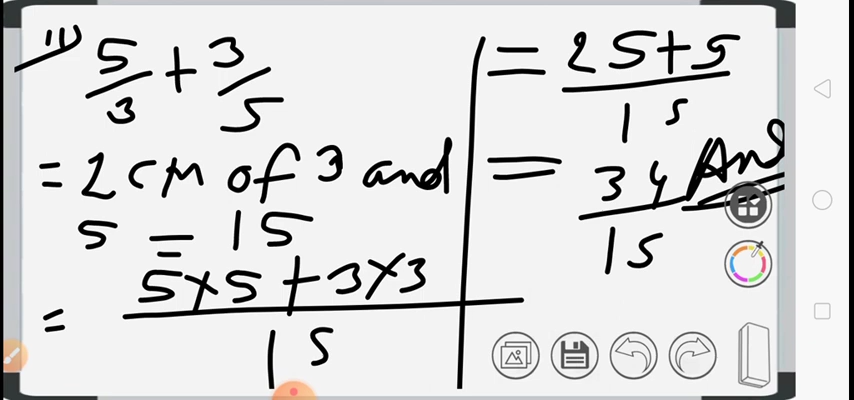 11) 5/3 + 3/5
= LCM of 3 and
5 = 15
= 5×5+3×3
15
= 25+5
15
= 34 Ans
15